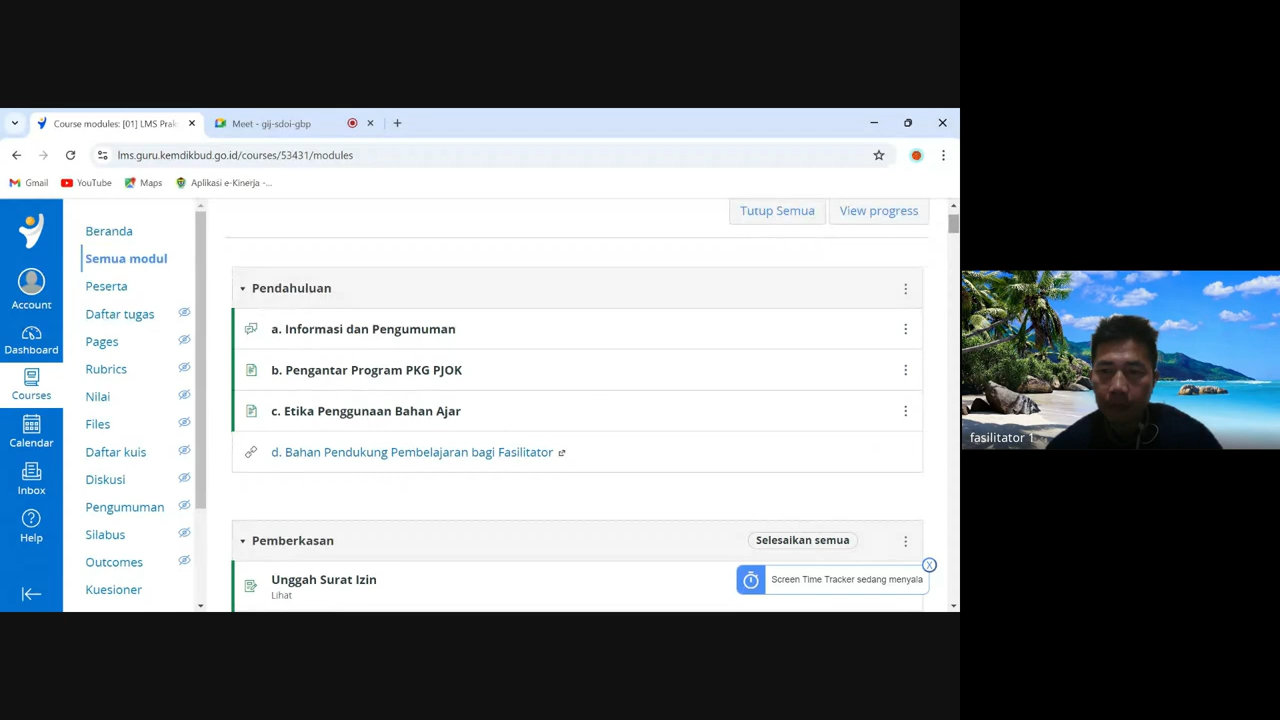 Course modules: [01] LMS Prak
Meet - gij-sdoi-gbp
lms.guru.kemdikbud.go.id/courses/53431/modules
Gmail
YouTube
Maps
Aplikasi e-Kinerja -...
Account
Dashboard
Courses
Calendar
Inbox
Help
Beranda
Semua modul
Peserta
Daftar tugas
Pages
Rubrics
Nilai
Files
Daftar kuis
Diskusi
Pengumuman
Silabus
Outcomes
Kuesioner
Tutup Semua
View progress
Pendahuluan
a. Informasi dan Pengumuman
b. Pengantar Program PKG PJOK
c. Etika Penggunaan Bahan Ajar
d. Bahan Pendukung Pembelajaran bagi Fasilitator
Pemberkasan
Selesaikan semua
Unggah Surat Izin
Lihat
X
Screen Time Tracker sedang menyala
fasilitator 1